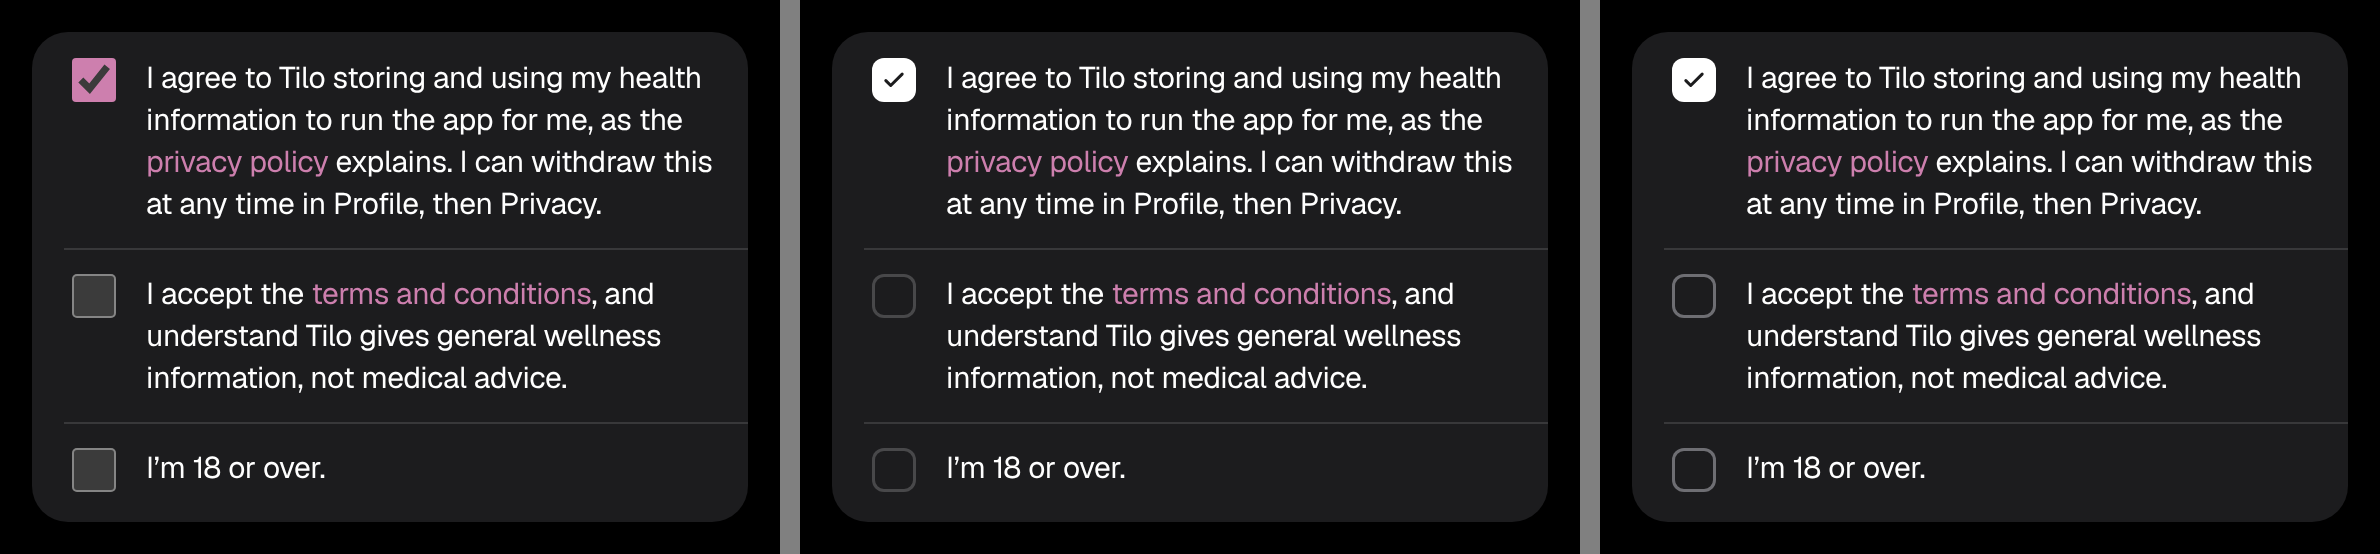 I agree to Tilo storing and using my health
information to run the app for me, as the
privacy policy explains. I can withdraw this
at any time in Profile, then Privacy.
I accept the terms and conditions, and
understand Tilo gives general wellness
information, not medical advice.
I’m 18 or over.
I agree to Tilo storing and using my health
information to run the app for me, as the
privacy policy explains. I can withdraw this
at any time in Profile, then Privacy.
I accept the terms and conditions, and
understand Tilo gives general wellness
information, not medical advice.
I’m 18 or over.
I agree to Tilo storing and using my health
information to run the app for me, as the
privacy policy explains. I can withdraw this
at any time in Profile, then Privacy.
I accept the terms and conditions, and
understand Tilo gives general wellness
information, not medical advice.
I’m 18 or over.